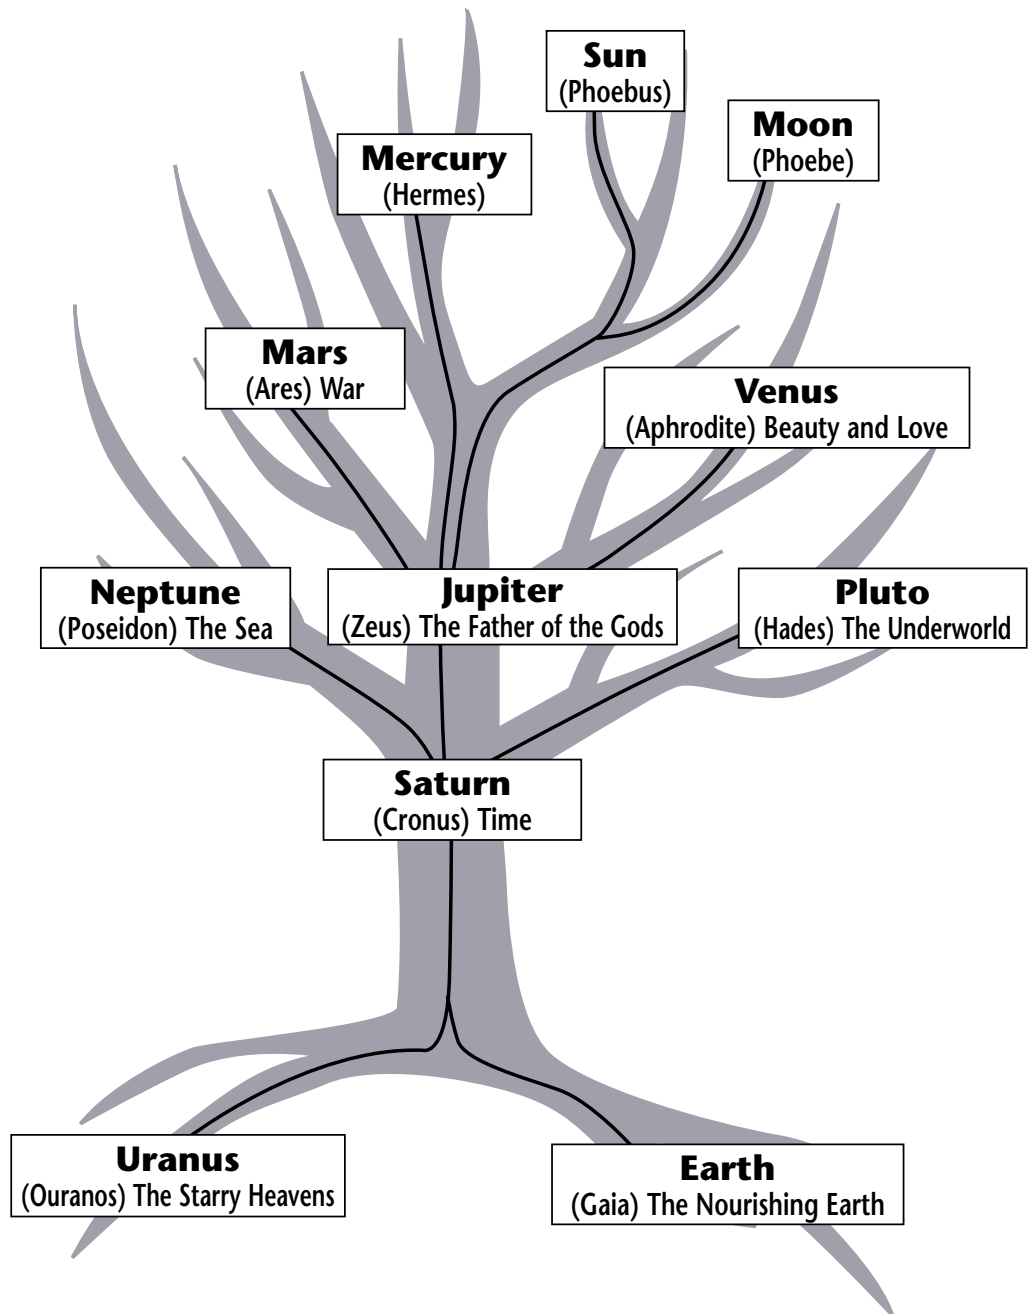 Sun
(Phoebus)
Moon
(Phoebe)
Mercury
(Hermes)
Mars
(Ares) War
Venus
(Aphrodite) Beauty and Love
Neptune
(Poseidon) The Sea
Jupiter
(Zeus) The Father of the Gods
Pluto
(Hades) The Underworld
Saturn
(Cronus) Time
Uranus
(Ouranos) The Starry Heavens
Earth
(Gaia) The Nourishing Earth